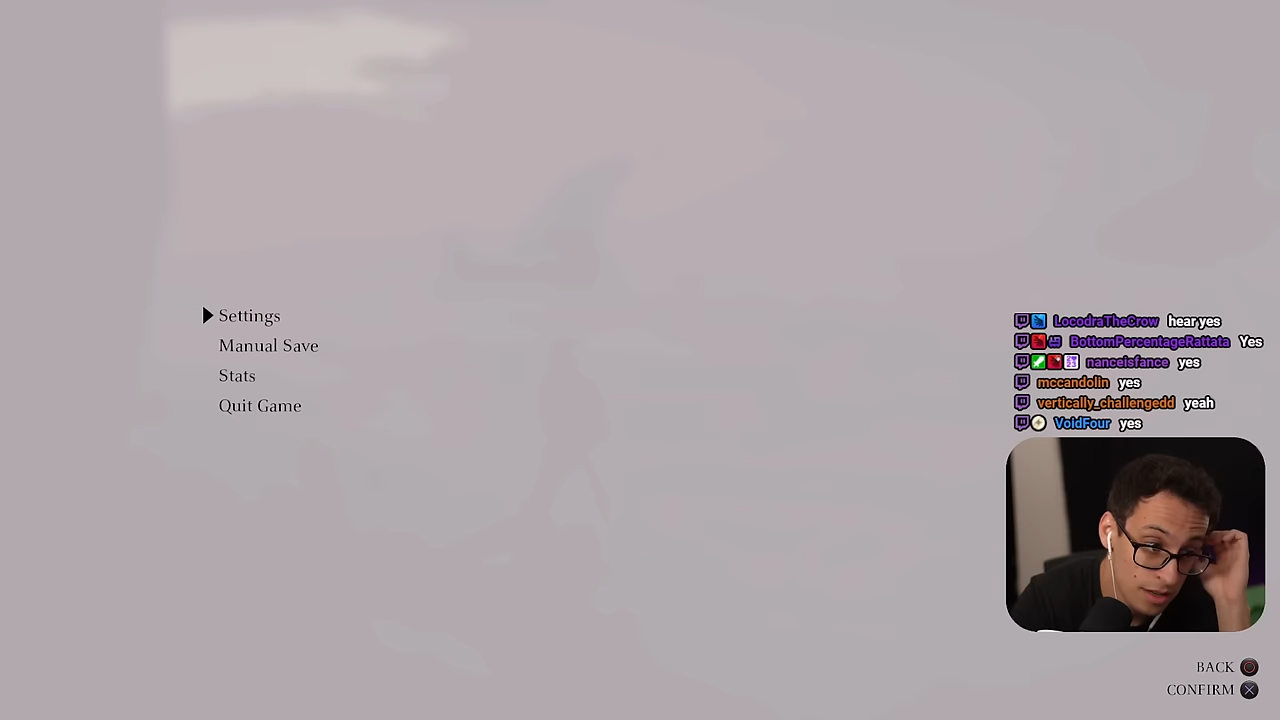 Settings
Manual Save
Stats
Quit Game
LocodraTheCrow hear yes
BottomPercentageRattata Yes
nanceisfance yes
mccandolin yes
vertically_challengedd yeah
VoidFour yes
BACK
CONFIRM